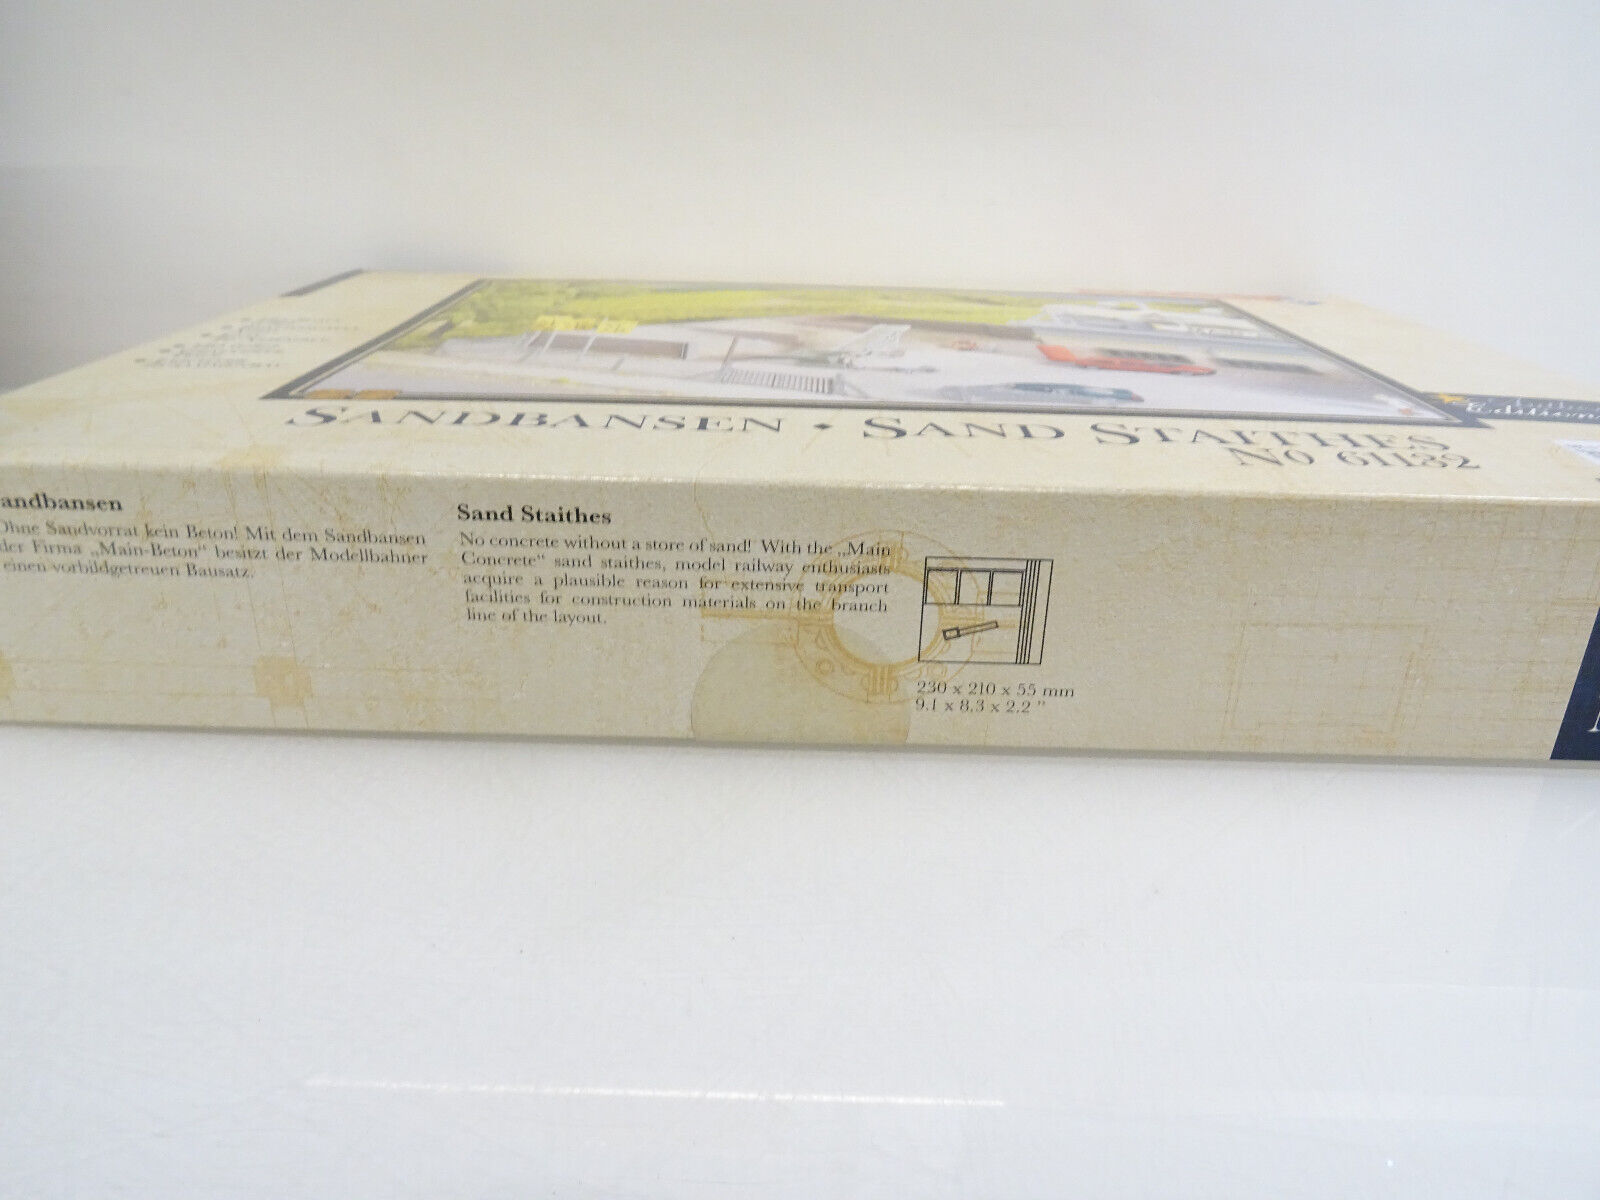 SANDBANSEN • SAND STAITHES
No 61132
andbansen
Ohne Sandvorrat kein Beton! Mit dem Sandbansen
der Firma „Main-Beton“ besitzt der Modellbahner
einen vorbildgetreuen Bausatz.
Sand Staithes
No concrete without a store of sand! With the „Main
Concrete“ sand staithes, model railway enthusiasts
acquire a plausible reason for extensive transport
facilities for construction materials on the branch
line of the layout.
230 x 210 x 55 mm
9.1 x 8.3 x 2.2 "